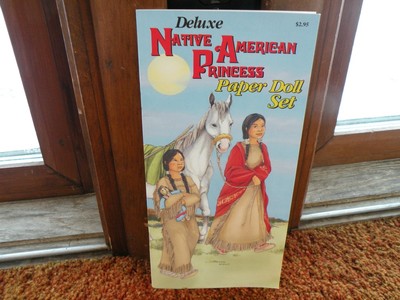 Deluxe
$2.95
NATIVE AMERICAN
PRINCESS
Paper Doll
Set